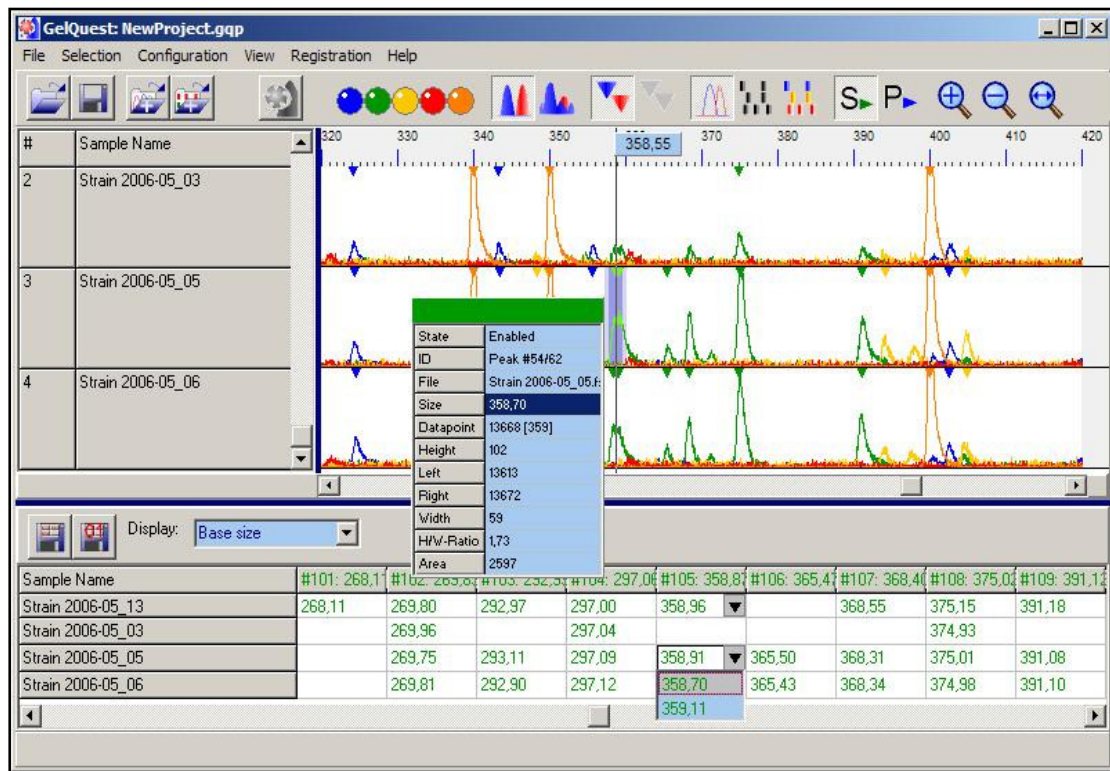 GelQuest: NewProject.gqp
File Selection Configuration View Registration Help
S P
# Sample Name 320 330 340 350 358,55 370 380 390 400 410 420
2 Strain 2006-05_03
3 Strain 2006-05_05
4 Strain 2006-05_06
State Enabled
ID Peak #54/62
File Strain 2006-05_05.f
Size 358,70
Datapoint 13668 [359]
Height 102
Left 13613
Right 13672
Width 59
H/W-Ratio 1,73
Area 2597
Display: Base size
Sample Name #101: 268,1 #105: 358,8 #106: 365,4 #107: 368,4 #108: 375,0 #109: 391,1
Strain 2006-05_13 268,11 269,80 292,97 297,00 358,96 368,55 375,15 391,18
Strain 2006-05_03 269,96 297,04 374,93
Strain 2006-05_05 269,75 293,11 297,09 358,91 365,50 368,31 375,01 391,08
Strain 2006-05_06 269,81 292,90 297,12 358,70 365,43 368,34 374,98 391,10
359,11